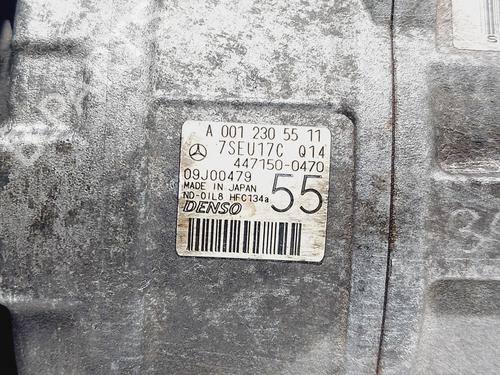 A 001 230 55 11
7SEU17C Q14
447150-0470
09J00479
MADE IN JAPAN
ND-OIL8 HFC134a
DENSO
55